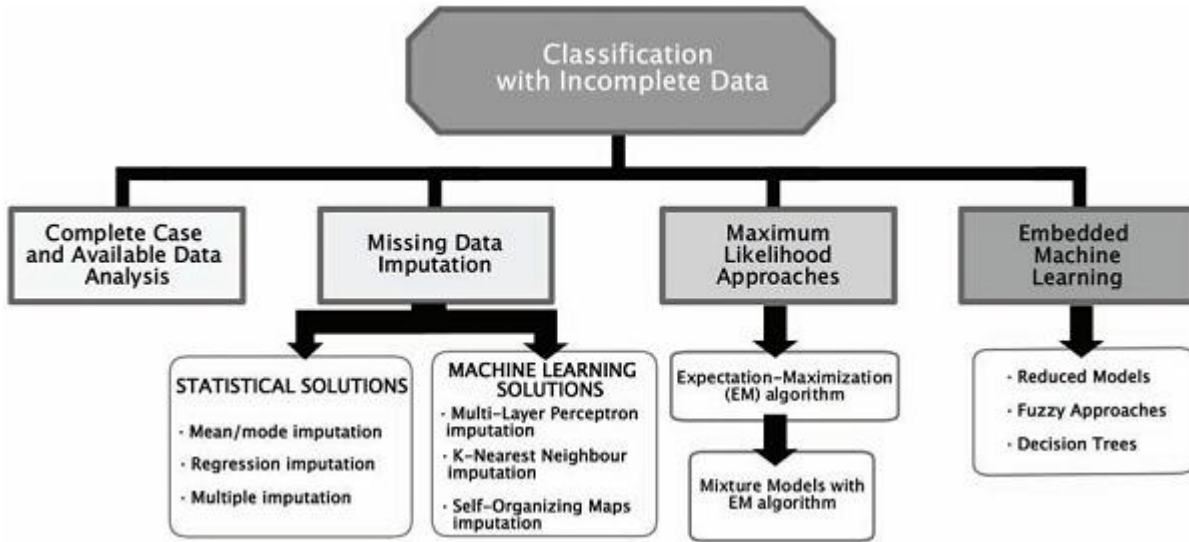 Classification
with Incomplete Data
Complete Case
and Available Data
Analysis
Missing Data
Imputation
Maximum
Likelihood
Approaches
Embedded
Machine
Learning
STATISTICAL SOLUTIONS
· Mean/mode imputation
· Regression imputation
· Multiple imputation
MACHINE LEARNING
SOLUTIONS
· Multi-Layer Perceptron
imputation
· K-Nearest Neighbour
imputation
· Self-Organizing Maps
imputation
Expectation-Maximization
(EM) algorithm
Mixture Models with
EM algorithm
· Reduced Models
· Fuzzy Approaches
· Decision Trees